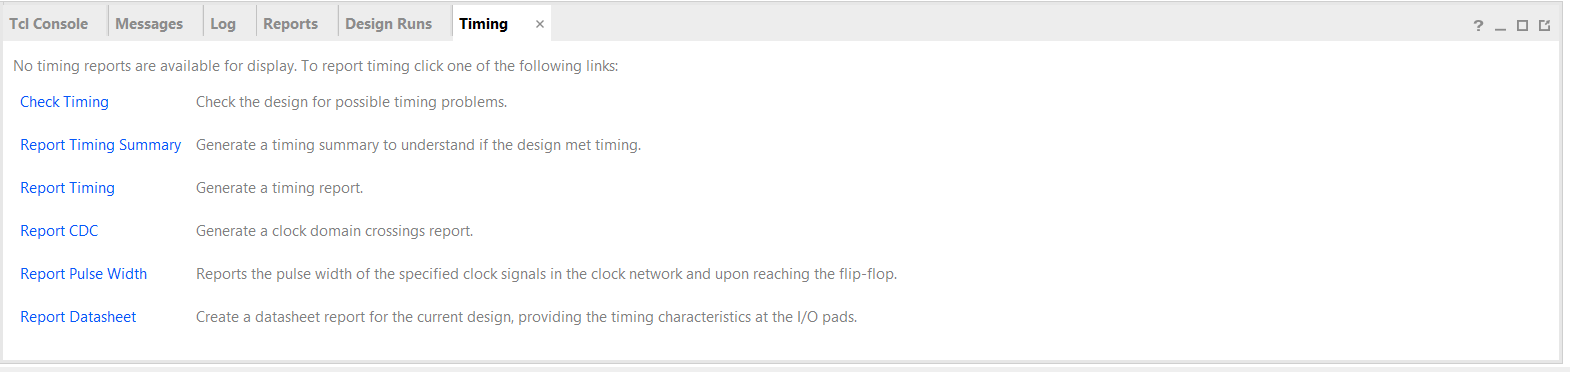 Tcl Console Messages Log Reports Design Runs Timing × ?
No timing reports are available for display. To report timing click one of the following links:
Check Timing Check the design for possible timing problems.
Report Timing Summary Generate a timing summary to understand if the design met timing.
Report Timing Generate a timing report.
Report CDC Generate a clock domain crossings report.
Report Pulse Width Reports the pulse width of the specified clock signals in the clock network and upon reaching the flip-flop.
Report Datasheet Create a datasheet report for the current design, providing the timing characteristics at the I/O pads.